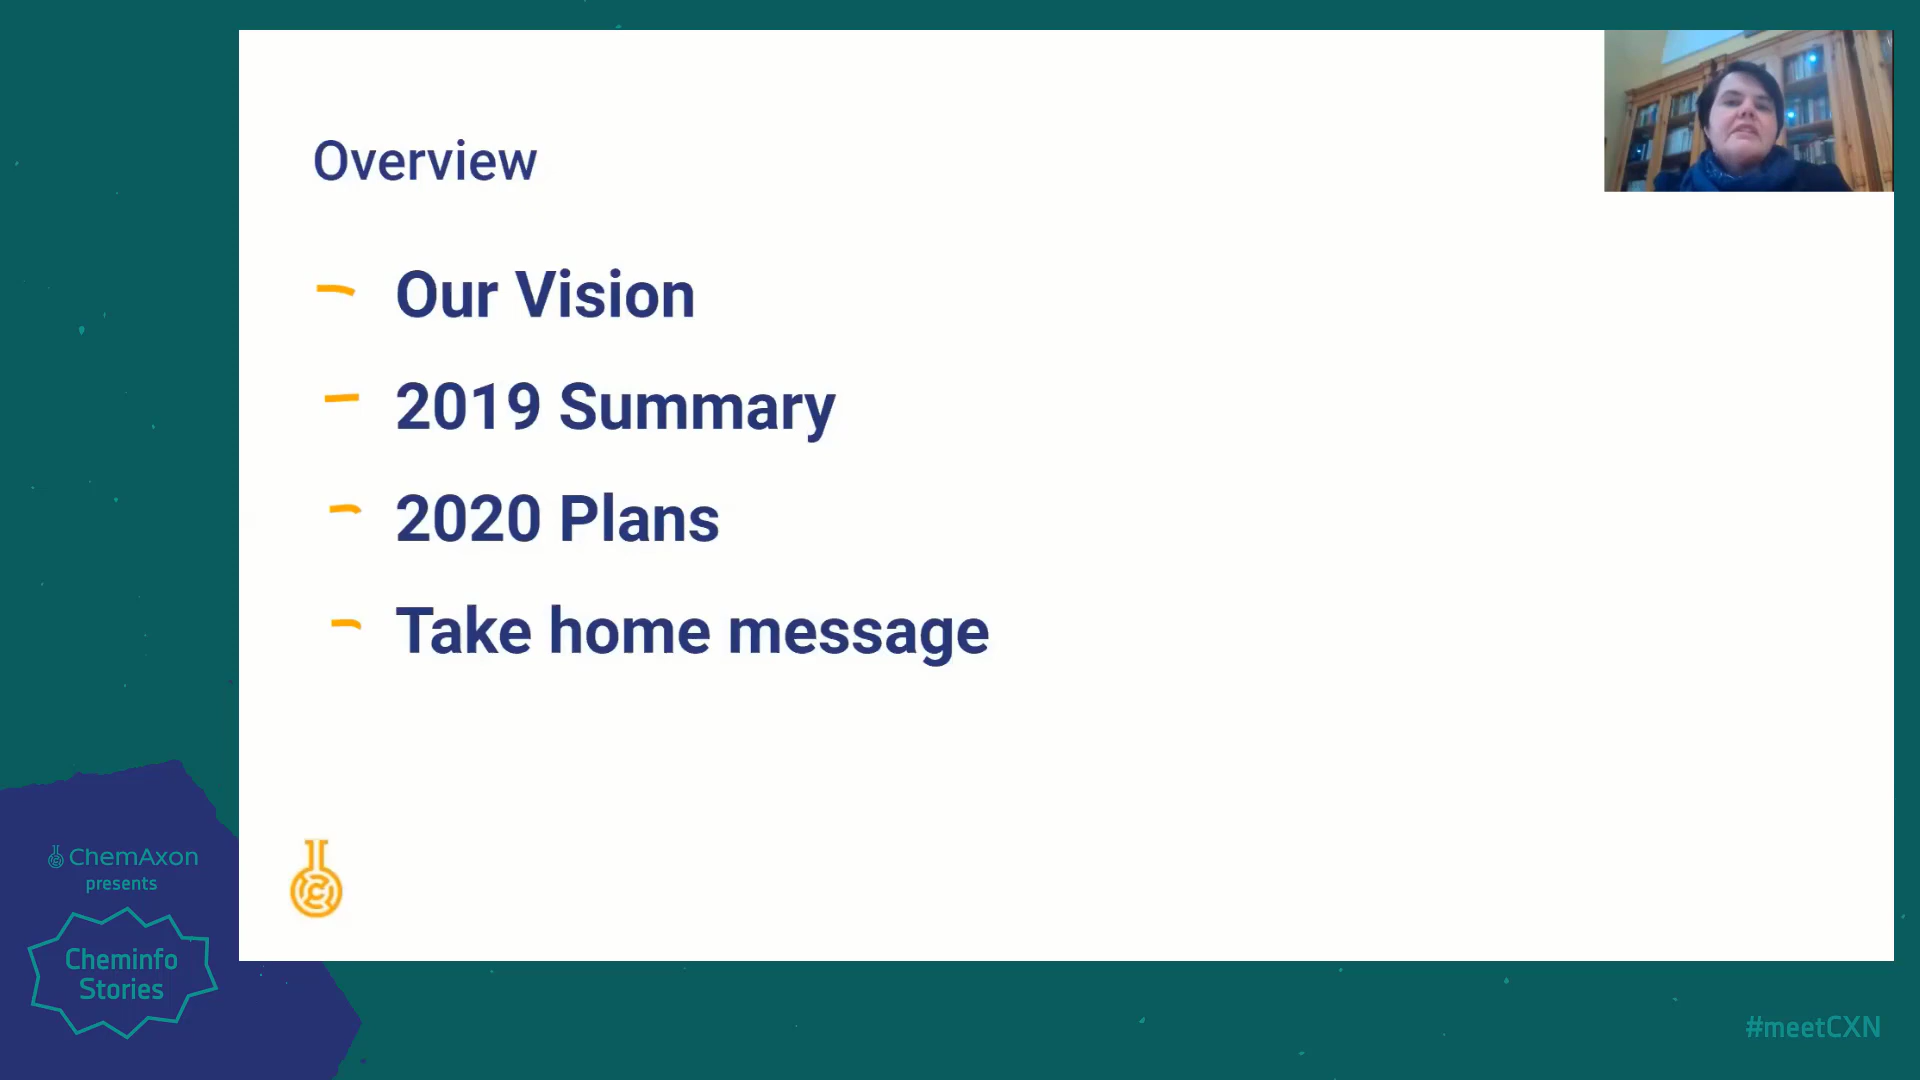 Overview
Our Vision
2019 Summary
2020 Plans
Take home message
ChemAxon
presents
Cheminfo
Stories
#meetCXN